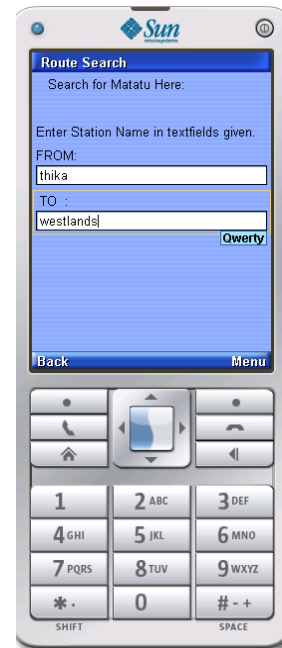 Sun
microsystems
Route Search
Search for Matatu Here:
Enter Station Name in textfields given.
FROM:
thika
TO :
westlands
Qwerty
Back Menu
1 2 ABC 3 DEF
4 GHI 5 JKL 6 MNO
7 PQRS 8 TUV 9 WXYZ
* . 0 # - +
SHIFT SPACE